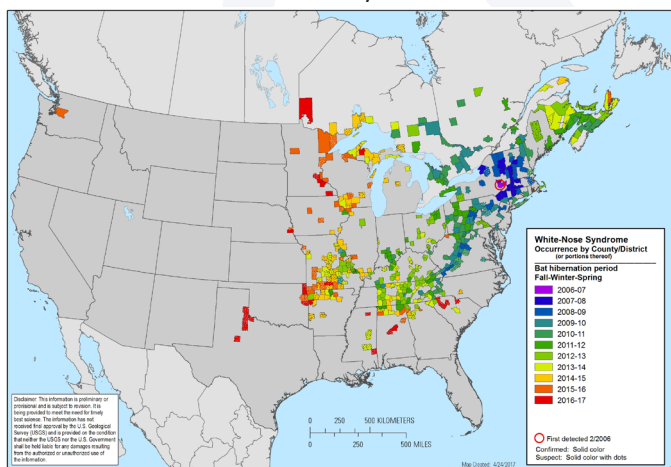 White-Nose Syndrome
Occurrence by County/District
(or portions thereof)
Bat hibernation period
Fall-Winter-Spring
2006-07
2007-08
2008-09
2009-10
2010-11
2011-12
2012-13
2013-14
2014-15
2015-16
2016-17
First detected 2/2006
Confirmed: Solid color
Suspect: Solid color with dots
Disclaimer: This information is preliminary or
provisional and is subject to revision. It is
being provided to meet the need for timely
best science. The information has not
received final approval by the U.S. Geological
Survey (USGS) and is provided on the condition
that neither the USGS nor the U.S. Government
shall be held liable for any damages resulting
from the authorized or unauthorized use of
the information.
0 250 500 KILOMETERS
0 250 500 MILES
Map Created: 4/24/2017